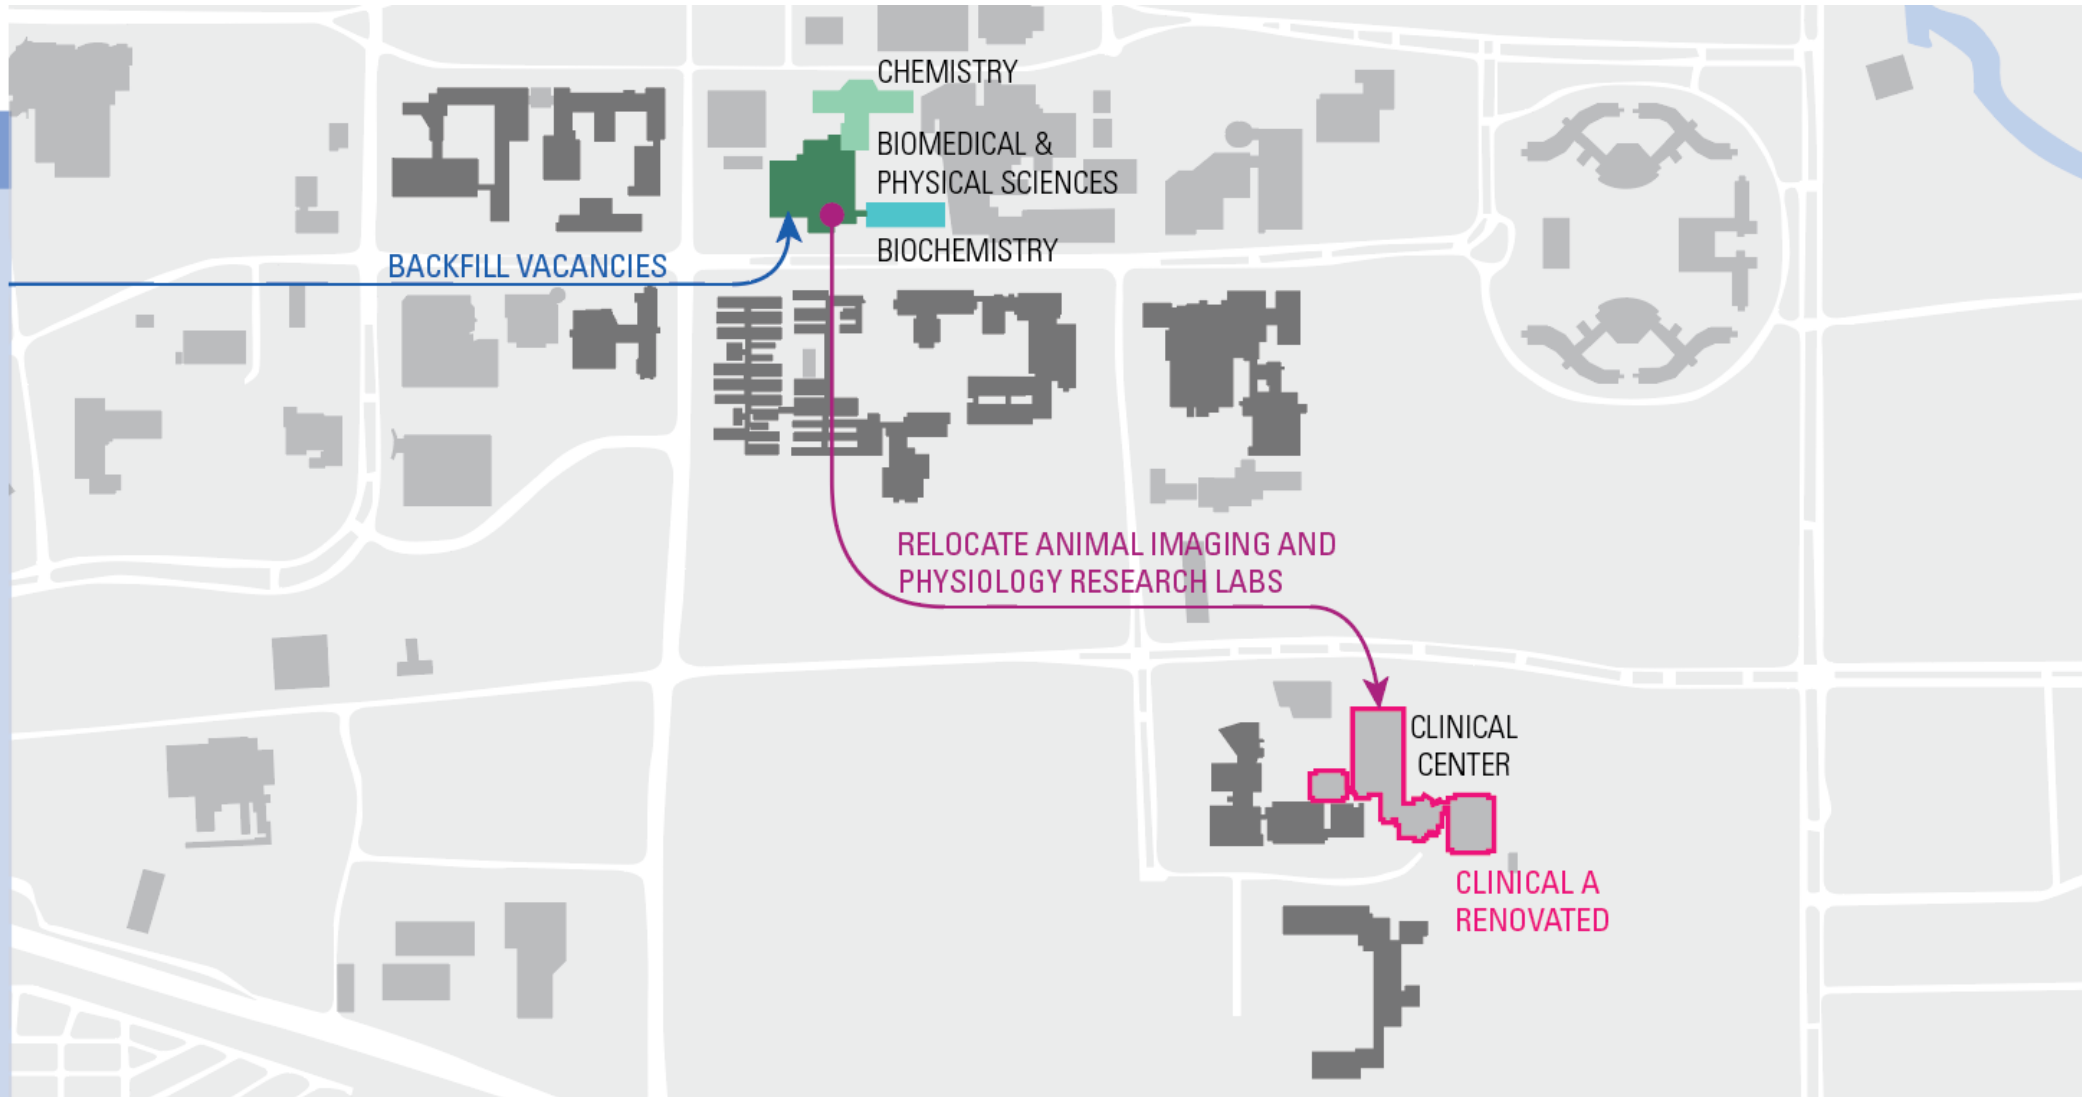 CHEMISTRY
BIOMEDICAL &
PHYSICAL SCIENCES
BIOCHEMISTRY
BACKFILL VACANCIES
RELOCATE ANIMAL IMAGING AND
PHYSIOLOGY RESEARCH LABS
CLINICAL
CENTER
CLINICAL A
RENOVATED